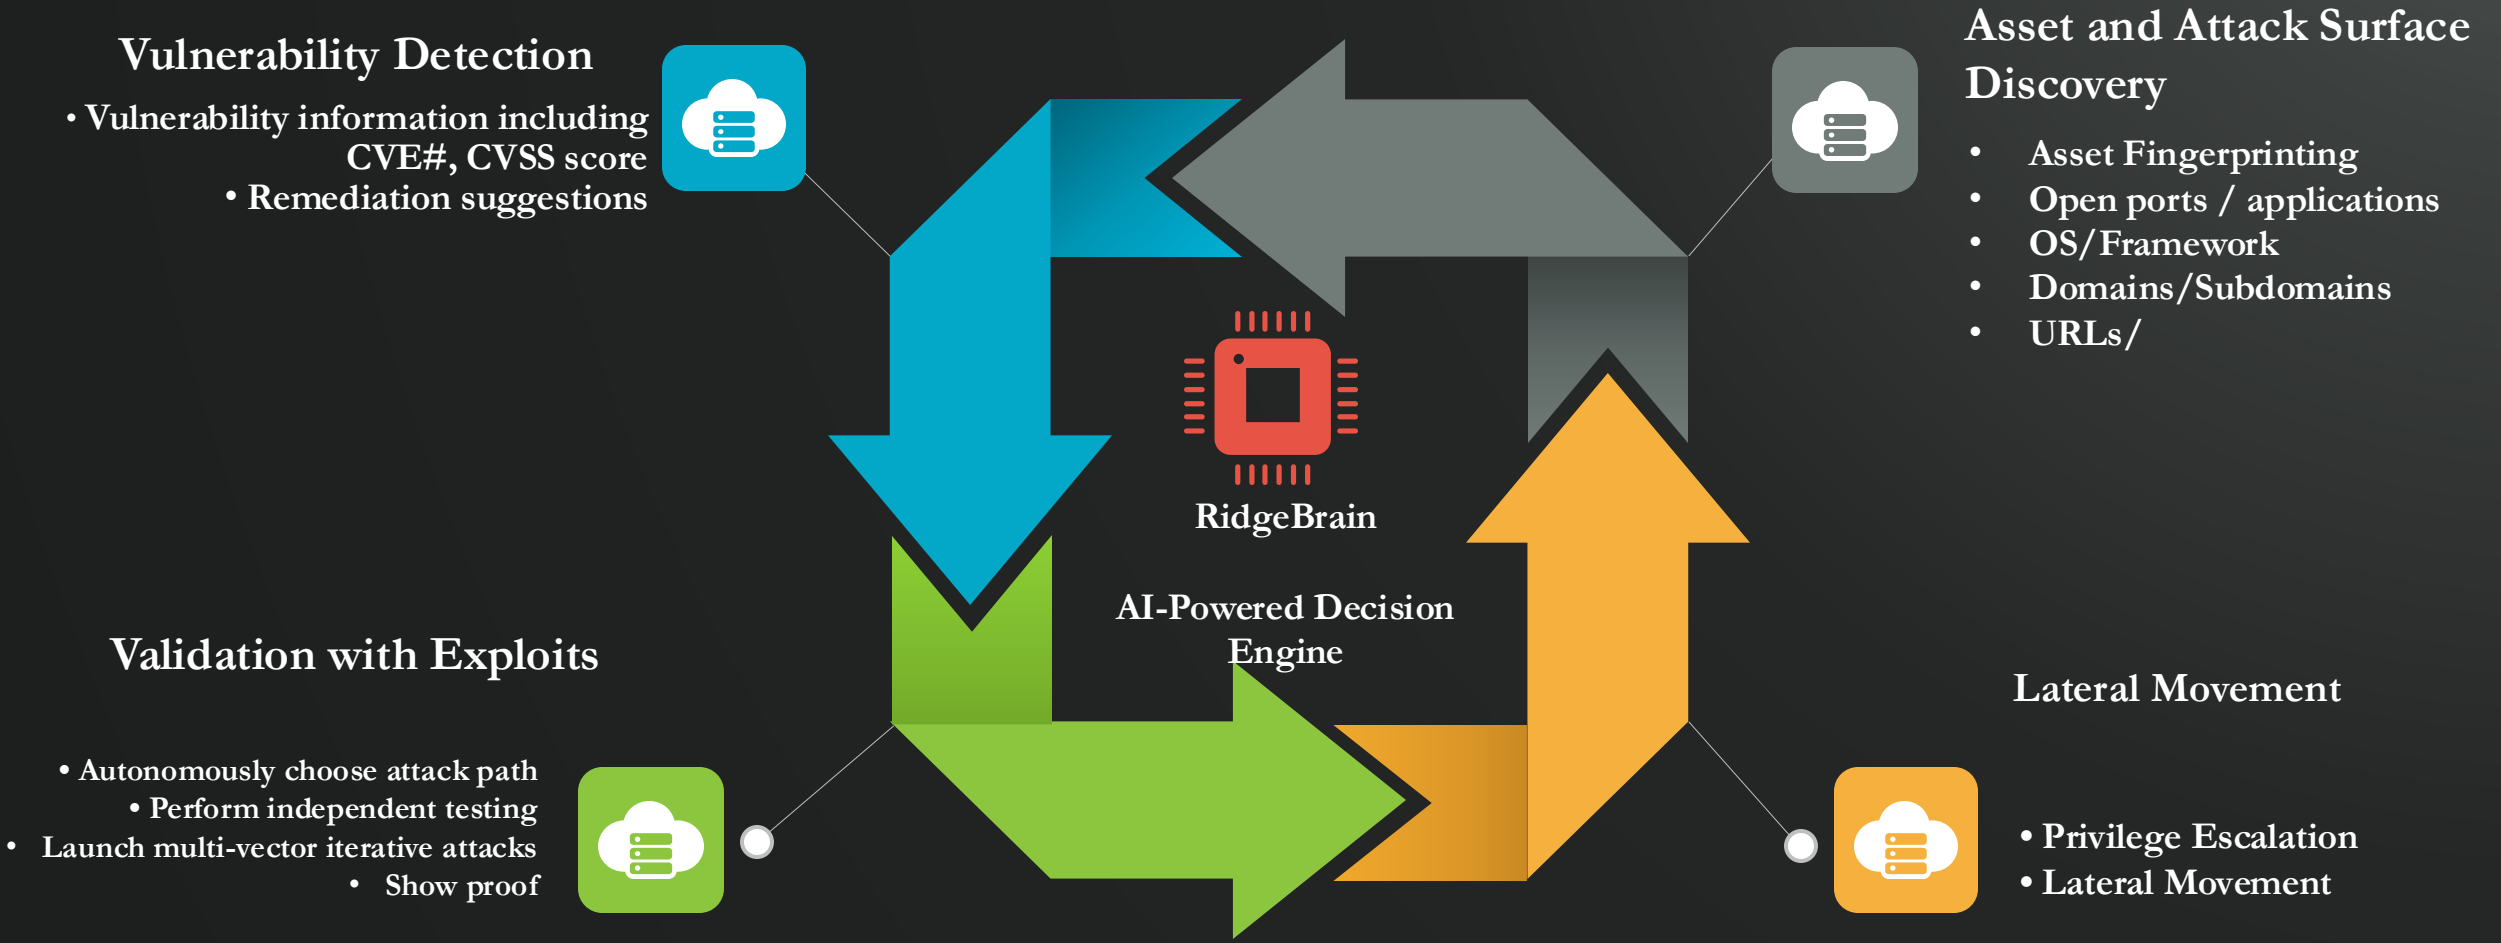 Vulnerability Detection
• Vulnerability information including
CVE#, CVSS score
• Remediation suggestions
Asset and Attack Surface
Discovery
• Asset Fingerprinting
• Open ports / applications
• OS/Framework
• Domains/Subdomains
• URLs/
RidgeBrain
AI-Powered Decision
Engine
Validation with Exploits
• Autonomously choose attack path
• Perform independent testing
• Launch multi-vector iterative attacks
• Show proof
Lateral Movement
• Privilege Escalation
• Lateral Movement